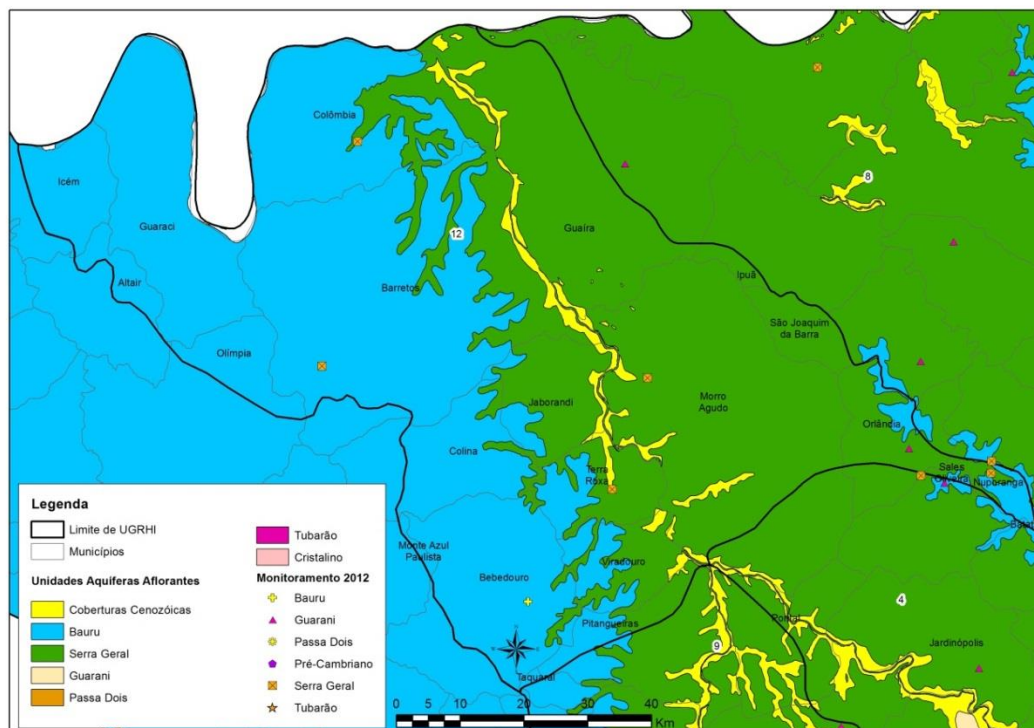 Colômbia
8
Icém
Guaraci
12
Guaíra
Altair
Barretos
Ipuã
São Joaquim
da Barra
Olímpia
Jaborandi
Morro
Agudo
Orlândia
Colina
Terra
Roxa
Sales
Oliveira
Nuporanga
Monte Azul
Paulista
Viradouro
Bebedouro
4
Pitangueiras
Pontal
9
Jardinópolis
Taquaral
Legenda
Limite de UGRHI
Municípios
Unidades Aquíferas Aflorantes
Coberturas Cenozóicas
Bauru
Serra Geral
Guarani
Passa Dois
Tubarão
Cristalino
Monitoramento 2012
Bauru
Guarani
Passa Dois
Pré-Cambriano
Serra Geral
Tubarão
0 10 20 30 40
Km